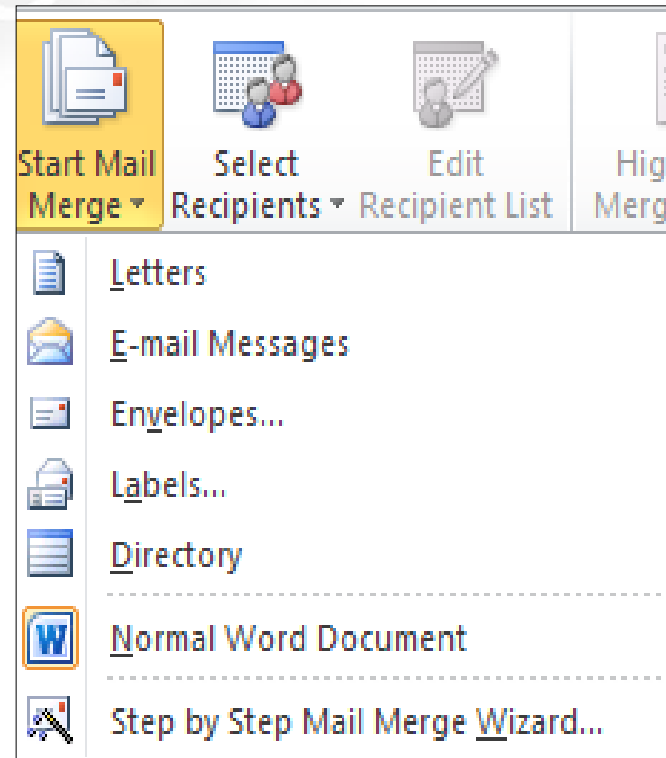 Start Mail Select Edit
Merge Recipients Recipient List
Letters
E-mail Messages
Envelopes...
Labels...
Directory
Normal Word Document
Step by Step Mail Merge Wizard...